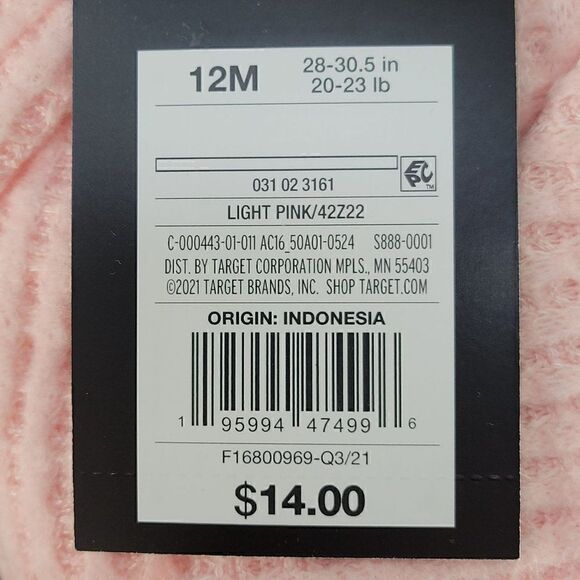 12M
28-30.5 in
20-23 lb
EPC TM
031 02 3161
LIGHT PINK/42Z22
C-000443-01-011 AC16_50A01-0524 S888-0001
DIST. BY TARGET CORPORATION MPLS., MN 55403
©2021 TARGET BRANDS, INC. SHOP TARGET.COM
ORIGIN: INDONESIA
1 95994 47499 6
F16800969-Q3/21
$14.00